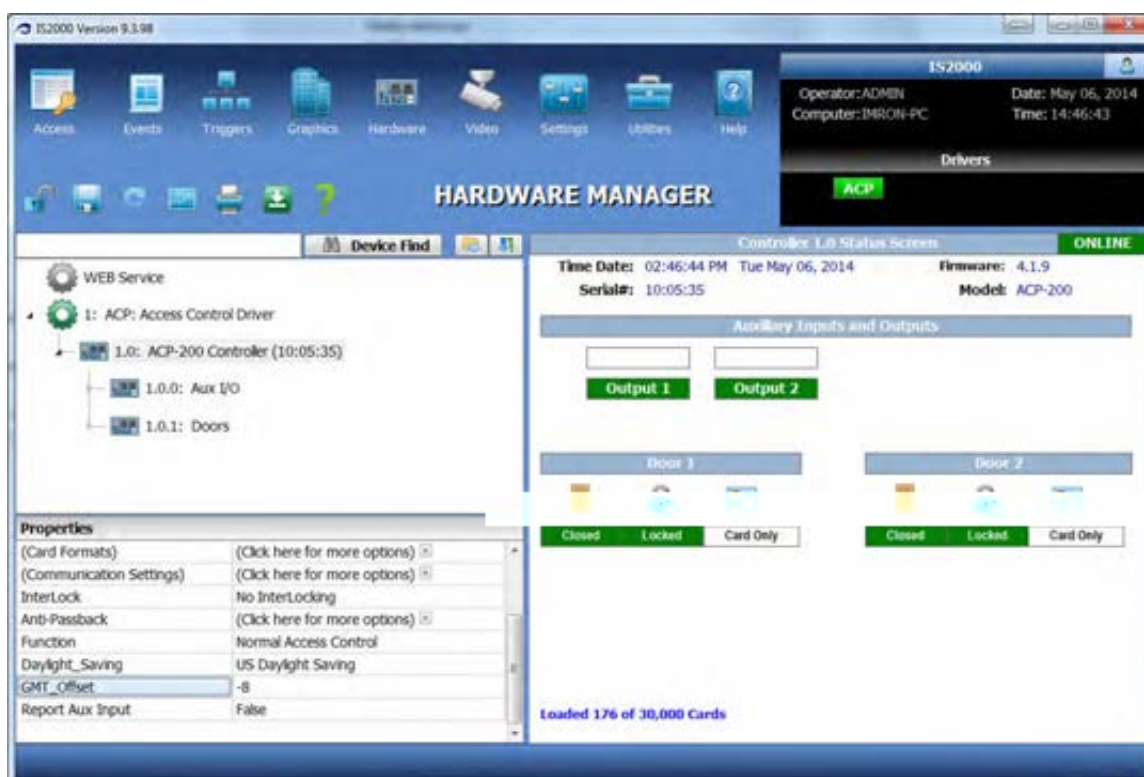 IS2000 Version 9.3.98
Access Events Triggers Graphics Hardware Video Settings Utilities Help
IS2000
Operator:ADMIN Date: May 06, 2014
Computer:IMRON-PC Time: 14:46:43
Drivers
ACP
HARDWARE MANAGER
Device Find
WEB Service
1: ACP: Access Control Driver
1.0: ACP-200 Controller (10:05:35)
1.0.0: Aux I/O
1.0.1: Doors
Controller 1.0 Status Screen ONLINE
Time Date: 02:46:44 PM Tue May 06, 2014 Firmware: 4.1.9
Serial#: 10:05:35 Model: ACP-200
Auxiliary Inputs and Outputs
Output 1 Output 2
Door 1 Door 2
Closed Locked Card Only Closed Locked Card Only
Properties
(Card Formats) (Click here for more options)
(Communication Settings) (Click here for more options)
InterLock No InterLocking
Anti-Passback (Click here for more options)
Function Normal Access Control
Daylight_Saving US Daylight Saving
GMT_Offset -8
Report Aux Input False
Loaded 176 of 30,000 Cards